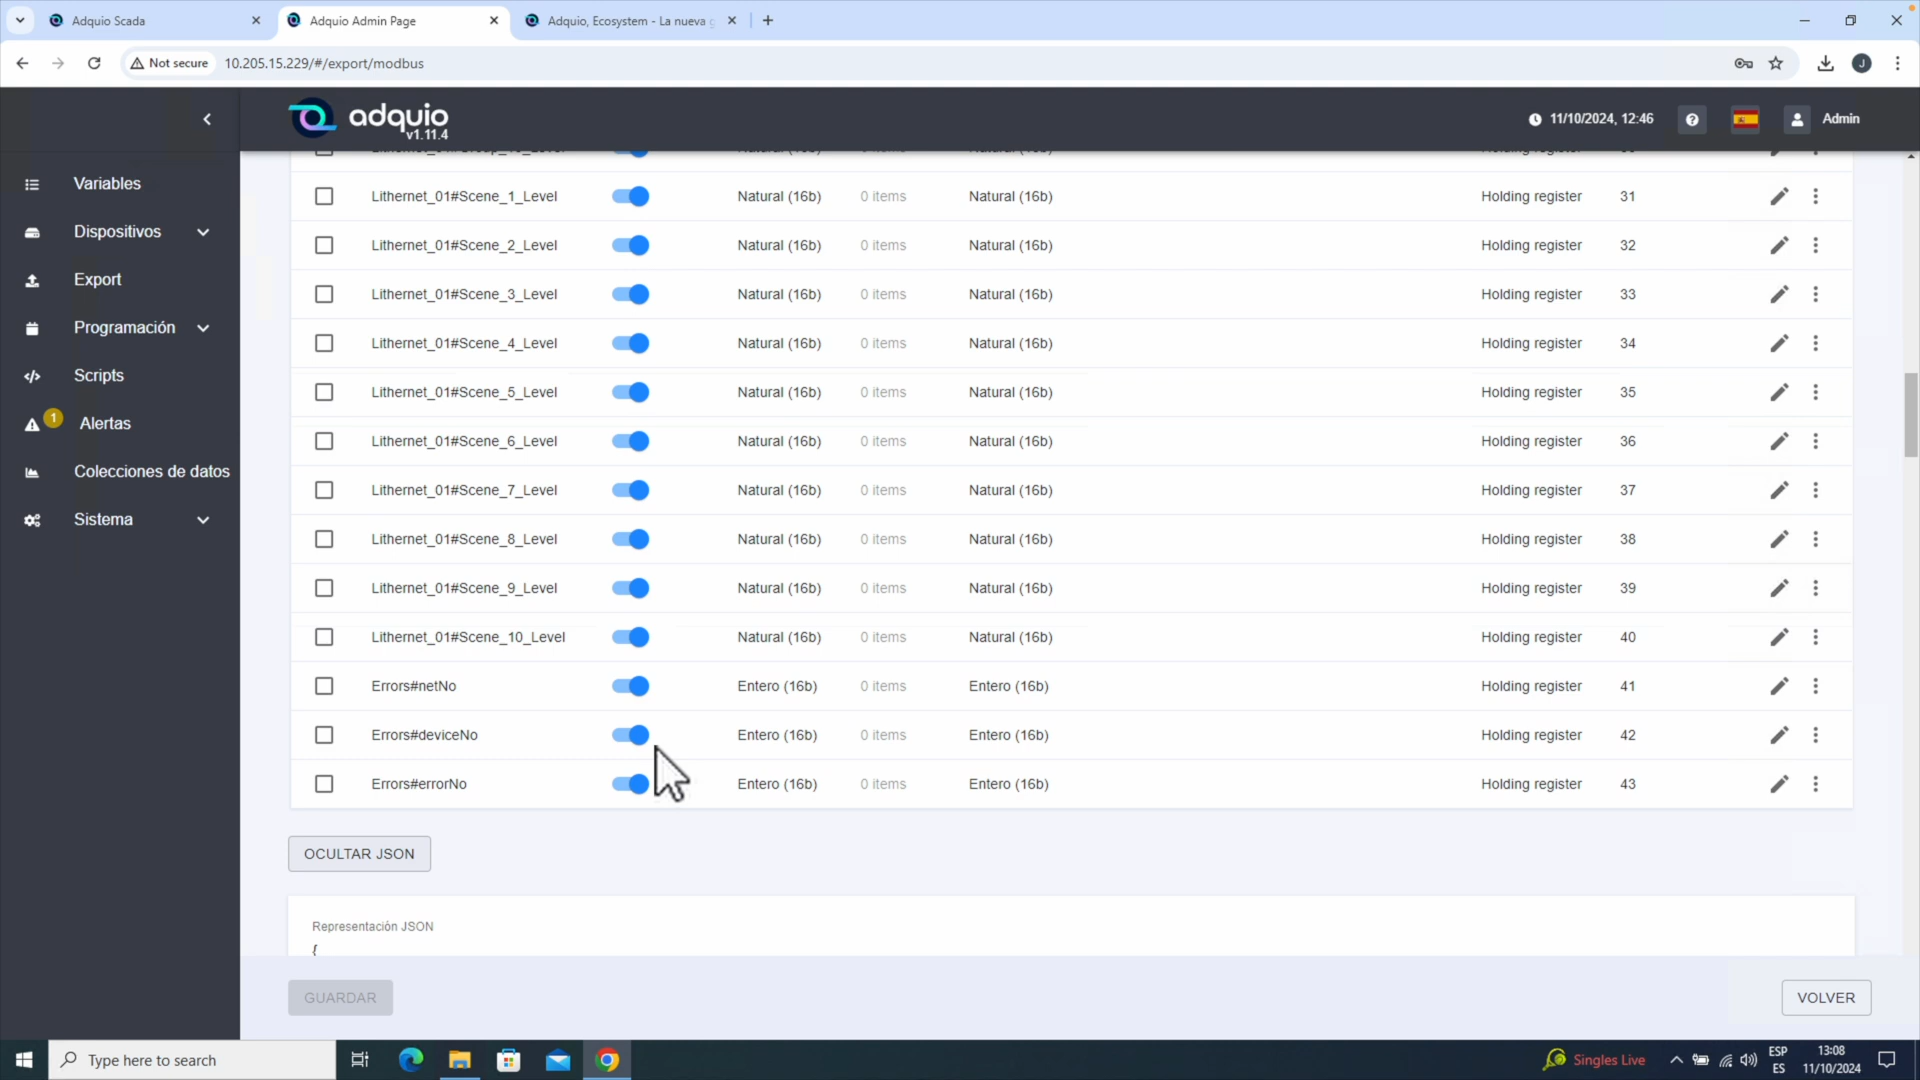 Adquio Scada
Adquio Admin Page
Adquio, Ecosystem - La nueva
Not secure 10.205.15.229/#/export/modbus
J
adquio
v1.11.4
11/10/2024, 12:46
Admin
Variables
Dispositivos
Export
Programación
Scripts
1 Alertas
Colecciones de datos
Sistema
Lithernet_01#Scene_1_Level Natural (16b) 0 items Natural (16b) Holding register 31
Lithernet_01#Scene_2_Level Natural (16b) 0 items Natural (16b) Holding register 32
Lithernet_01#Scene_3_Level Natural (16b) 0 items Natural (16b) Holding register 33
Lithernet_01#Scene_4_Level Natural (16b) 0 items Natural (16b) Holding register 34
Lithernet_01#Scene_5_Level Natural (16b) 0 items Natural (16b) Holding register 35
Lithernet_01#Scene_6_Level Natural (16b) 0 items Natural (16b) Holding register 36
Lithernet_01#Scene_7_Level Natural (16b) 0 items Natural (16b) Holding register 37
Lithernet_01#Scene_8_Level Natural (16b) 0 items Natural (16b) Holding register 38
Lithernet_01#Scene_9_Level Natural (16b) 0 items Natural (16b) Holding register 39
Lithernet_01#Scene_10_Level Natural (16b) 0 items Natural (16b) Holding register 40
Errors#netNo Entero (16b) 0 items Entero (16b) Holding register 41
Errors#deviceNo Entero (16b) 0 items Entero (16b) Holding register 42
Errors#errorNo Entero (16b) 0 items Entero (16b) Holding register 43
OCULTAR JSON
Representación JSON
{
GUARDAR
VOLVER
Type here to search
Singles Live
ESP
ES
13:08
11/10/2024